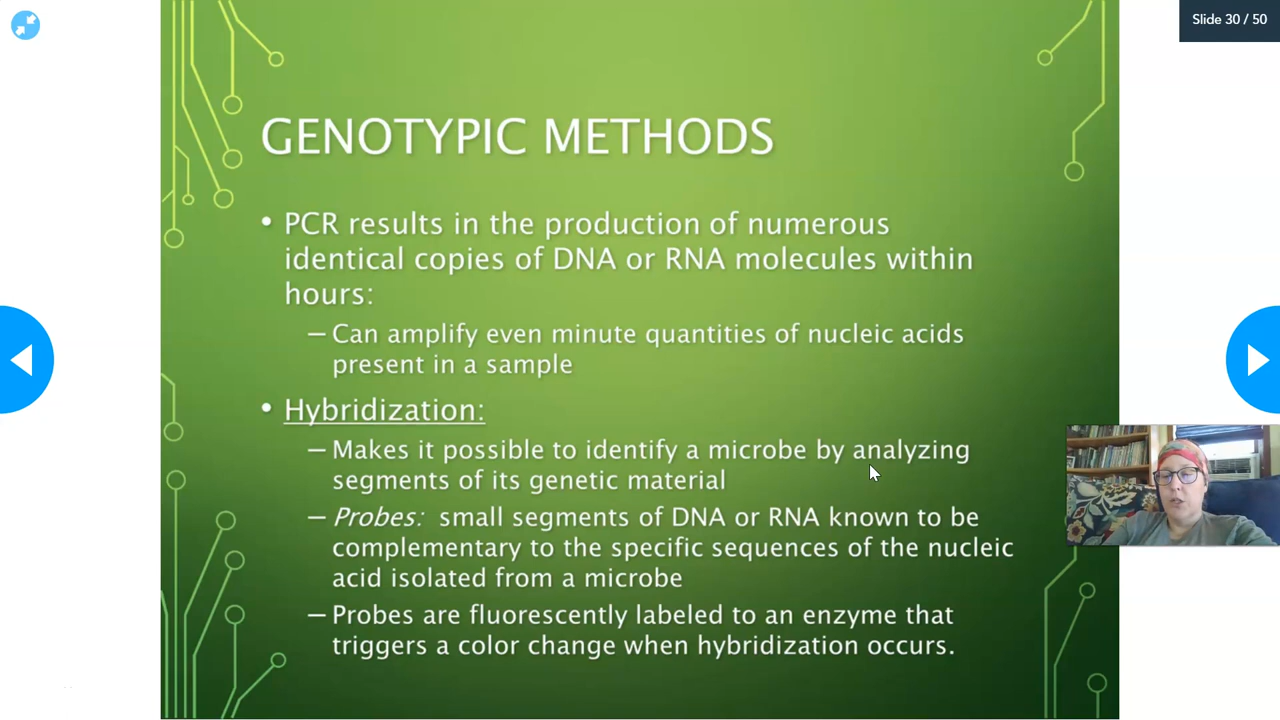 Slide 30 / 50
GENOTYPIC METHODS
• PCR results in the production of numerous
identical copies of DNA or RNA molecules within
hours:
– Can amplify even minute quantities of nucleic acids
present in a sample
• Hybridization:
– Makes it possible to identify a microbe by analyzing
segments of its genetic material
– Probes: small segments of DNA or RNA known to be
complementary to the specific sequences of the nucleic
acid isolated from a microbe
– Probes are fluorescently labeled to an enzyme that
triggers a color change when hybridization occurs.